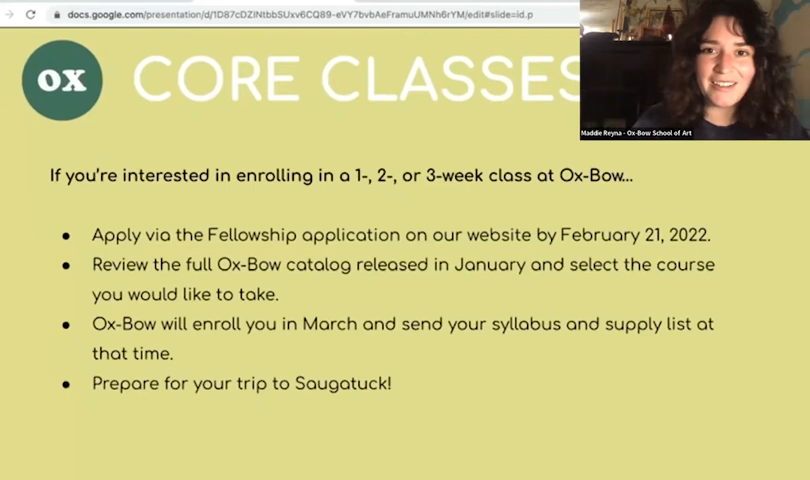 docs.google.com/presentation/d/1D87cDZlNtbbSUxv6CQ89-eVY7bvbAeFramuUMNh6rYM/edit#slide=id.p
OX
CORE CLASSES
Maddie Reyna - Ox-Bow School of Art
If you're interested in enrolling in a 1-, 2-, or 3-week class at Ox-Bow...
● Apply via the Fellowship application on our website by February 21, 2022.
● Review the full Ox-Bow catalog released in January and select the course
you would like to take.
● Ox-Bow will enroll you in March and send your syllabus and supply list at
that time.
● Prepare for your trip to Saugatuck!